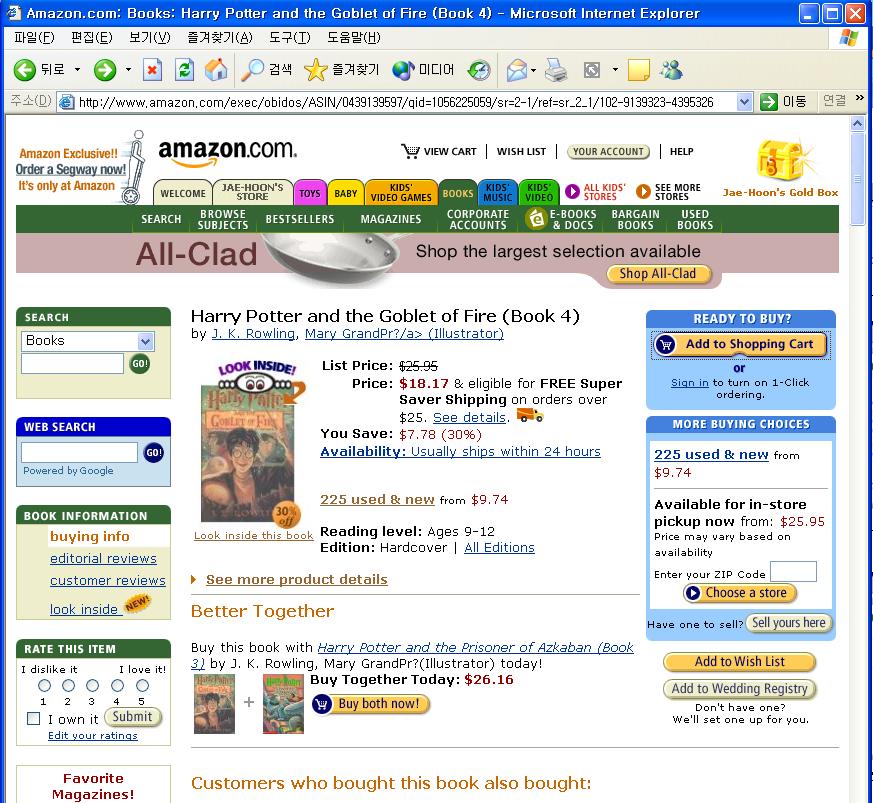 Amazon.com: Books: Harry Potter and the Goblet of Fire (Book 4) - Microsoft Internet Explorer
파일(F) 편집(E) 보기(V) 즐겨찾기(A) 도구(T) 도움말(H)
뒤로 검색 즐겨찾기 미디어
주소(D) http://www.amazon.com/exec/obidos/ASIN/0439139597/qid=1056225059/sr=2-1/ref=sr_2_1/102-9139323-4395326 이동 연결 »
Amazon Exclusive!!
Order a Segway now!
It's only at Amazon
amazon.com.
VIEW CART | WISH LIST | YOUR ACCOUNT | HELP
WELCOME
JAE-HOON'S STORE
TOYS
BABY
KIDS' VIDEO GAMES
BOOKS
KIDS' MUSIC
KIDS' VIDEO
ALL KIDS' STORES
SEE MORE STORES
Jae-Hoon's Gold Box
SEARCH
BROWSE SUBJECTS
BESTSELLERS
MAGAZINES
CORPORATE ACCOUNTS
E-BOOKS & DOCS
BARGAIN BOOKS
USED BOOKS
All-Clad
Shop the largest selection available
Shop All-Clad
SEARCH
Books
GO!
WEB SEARCH
GO!
Powered by Google
BOOK INFORMATION
buying info
editorial reviews
customer reviews
look inside NEW!
RATE THIS ITEM
I dislike it I love it!
1 2 3 4 5
I own it Submit
Edit your ratings
Favorite
Magazines!
Harry Potter and the Goblet of Fire (Book 4)
by J. K. Rowling, Mary GrandPr?/a> (Illustrator)
LOOK INSIDE!
Harry Potter
GOBLET OF FIRE
30% off
Look inside this book
List Price: $25.95
Price: $18.17 & eligible for FREE Super
Saver Shipping on orders over
$25. See details.
You Save: $7.78 (30%)
Availability: Usually ships within 24 hours
225 used & new from $9.74
Reading level: Ages 9-12
Edition: Hardcover | All Editions
See more product details
Better Together
Buy this book with Harry Potter and the Prisoner of Azkaban (Book
3) by J. K. Rowling, Mary GrandPr?(Illustrator) today!
+
Buy Together Today: $26.16
Buy both now!
Customers who bought this book also bought:
READY TO BUY?
Add to Shopping Cart
or
Sign in to turn on 1-Click
ordering.
MORE BUYING CHOICES
225 used & new from
$9.74
Available for in-store
pickup now from: $25.95
Price may vary based on
availability
Enter your ZIP Code
Choose a store
Have one to sell? Sell yours here
Add to Wish List
Add to Wedding Registry
Don't have one?
We'll set one up for you.